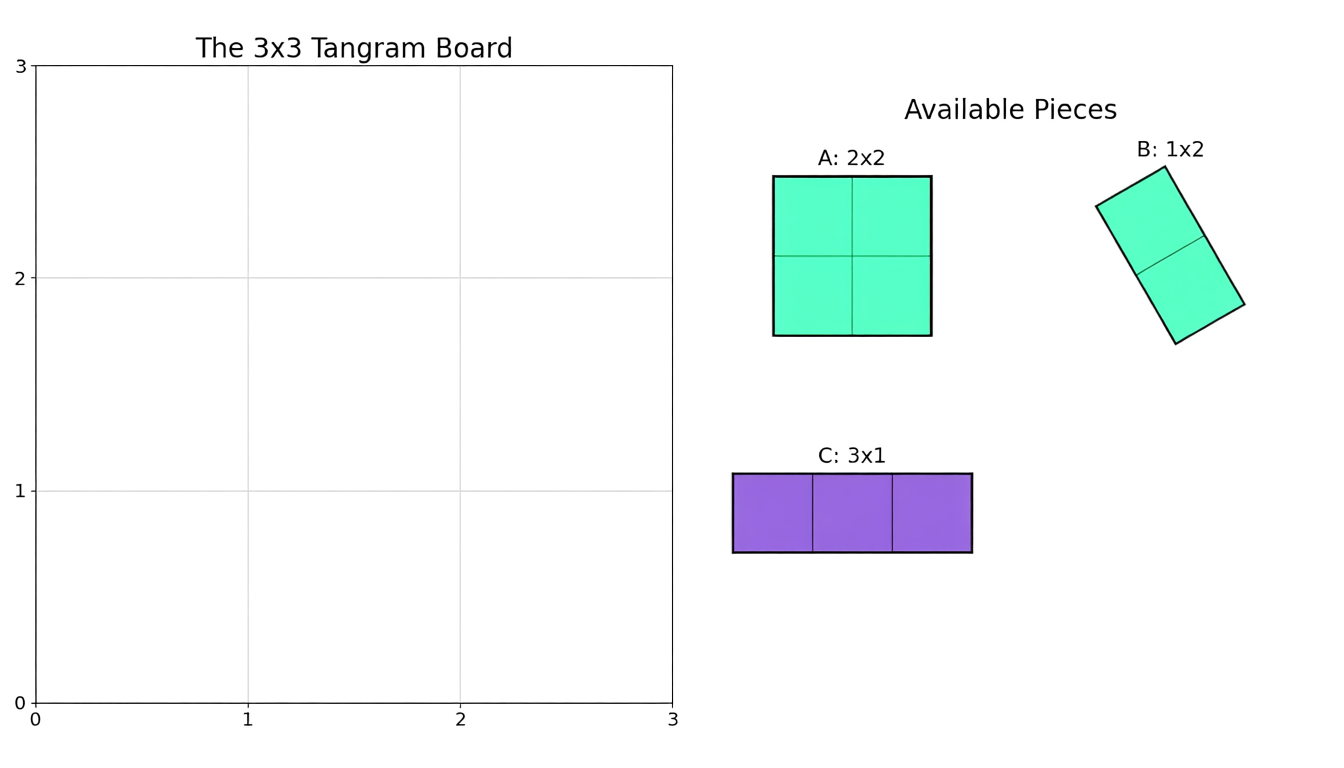 The 3x3 Tangram Board
3
2
1
0
0 1 2 3
Available Pieces
A: 2x2
B: 1x2
C: 3x1